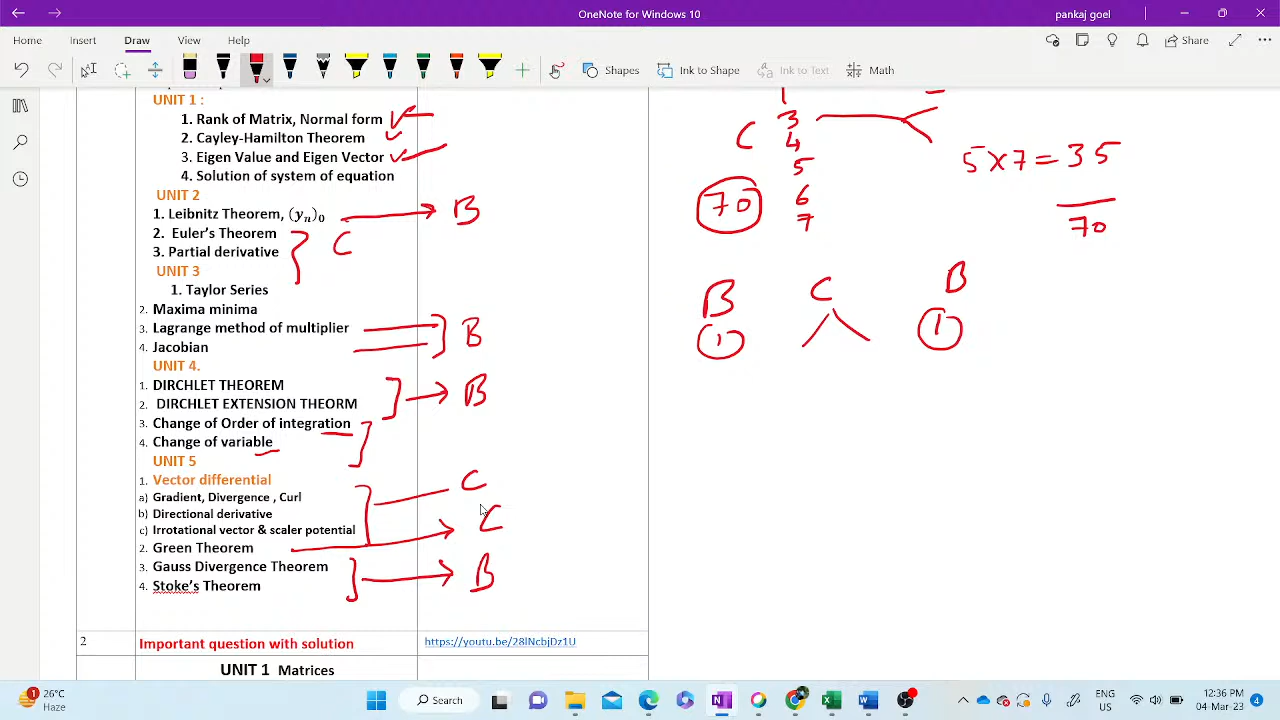 OneNote for Windows 10
pankaj goel
Home Insert Draw View Help
Share
Shapes Ink to Shape Ink to Text Math
UNIT 1 :
1. Rank of Matrix, Normal form
2. Cayley-Hamilton Theorem
3. Eigen Value and Eigen Vector
4. Solution of system of equation
UNIT 2
1. Leibnitz Theorem, (yₙ)₀ B
2. Euler's Theorem C
3. Partial derivative
UNIT 3
1. Taylor Series
2. Maxima minima
3. Lagrange method of multiplier B
4. Jacobian
UNIT 4.
1. DIRCHLET THEOREM B
2. DIRCHLET EXTENSION THEORM
3. Change of Order of integration
4. Change of variable
UNIT 5
1. Vector differential C
a) Gradient, Divergence , Curl
b) Directional derivative C
c) Irrotational vector & scaler potential
2. Green Theorem
3. Gauss Divergence Theorem B
4. Stoke's Theorem
2 Important question with solution https://youtu.be/28lNcbjDz1U
UNIT 1 Matrices
3
C 4
5
70 6
7
5 x 7 = 35
70
B C B
1 1
26°C
Haze
1
Search
ENG
US
12:38 PM
04-Mar-23